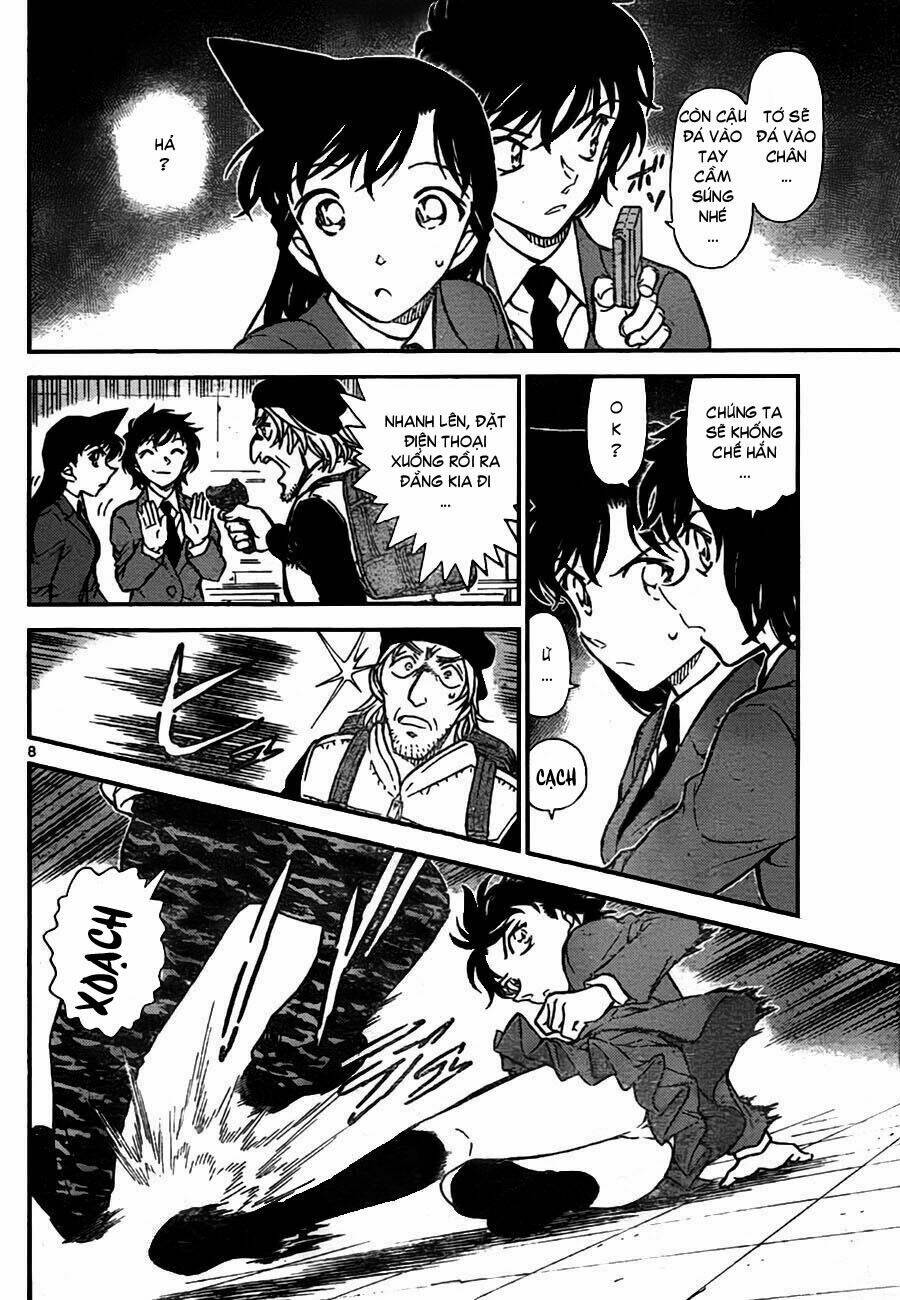 TỚ SẼ
ĐÁ VÀO
CHÂN
...
CÒN CẬU
ĐÁ VÀO
TAY
CẦM
SÚNG
NHÉ
...
HẢ
?
CHÚNG TA
SẼ KHỐNG
CHẾ HẮN
...
O
K
?
Ừ
...
CẠCH
NHANH LÊN, ĐẶT
ĐIỆN THOẠI
XUỐNG RỒI RA
ĐẰNG KIA ĐI
...
8
XOẠCH